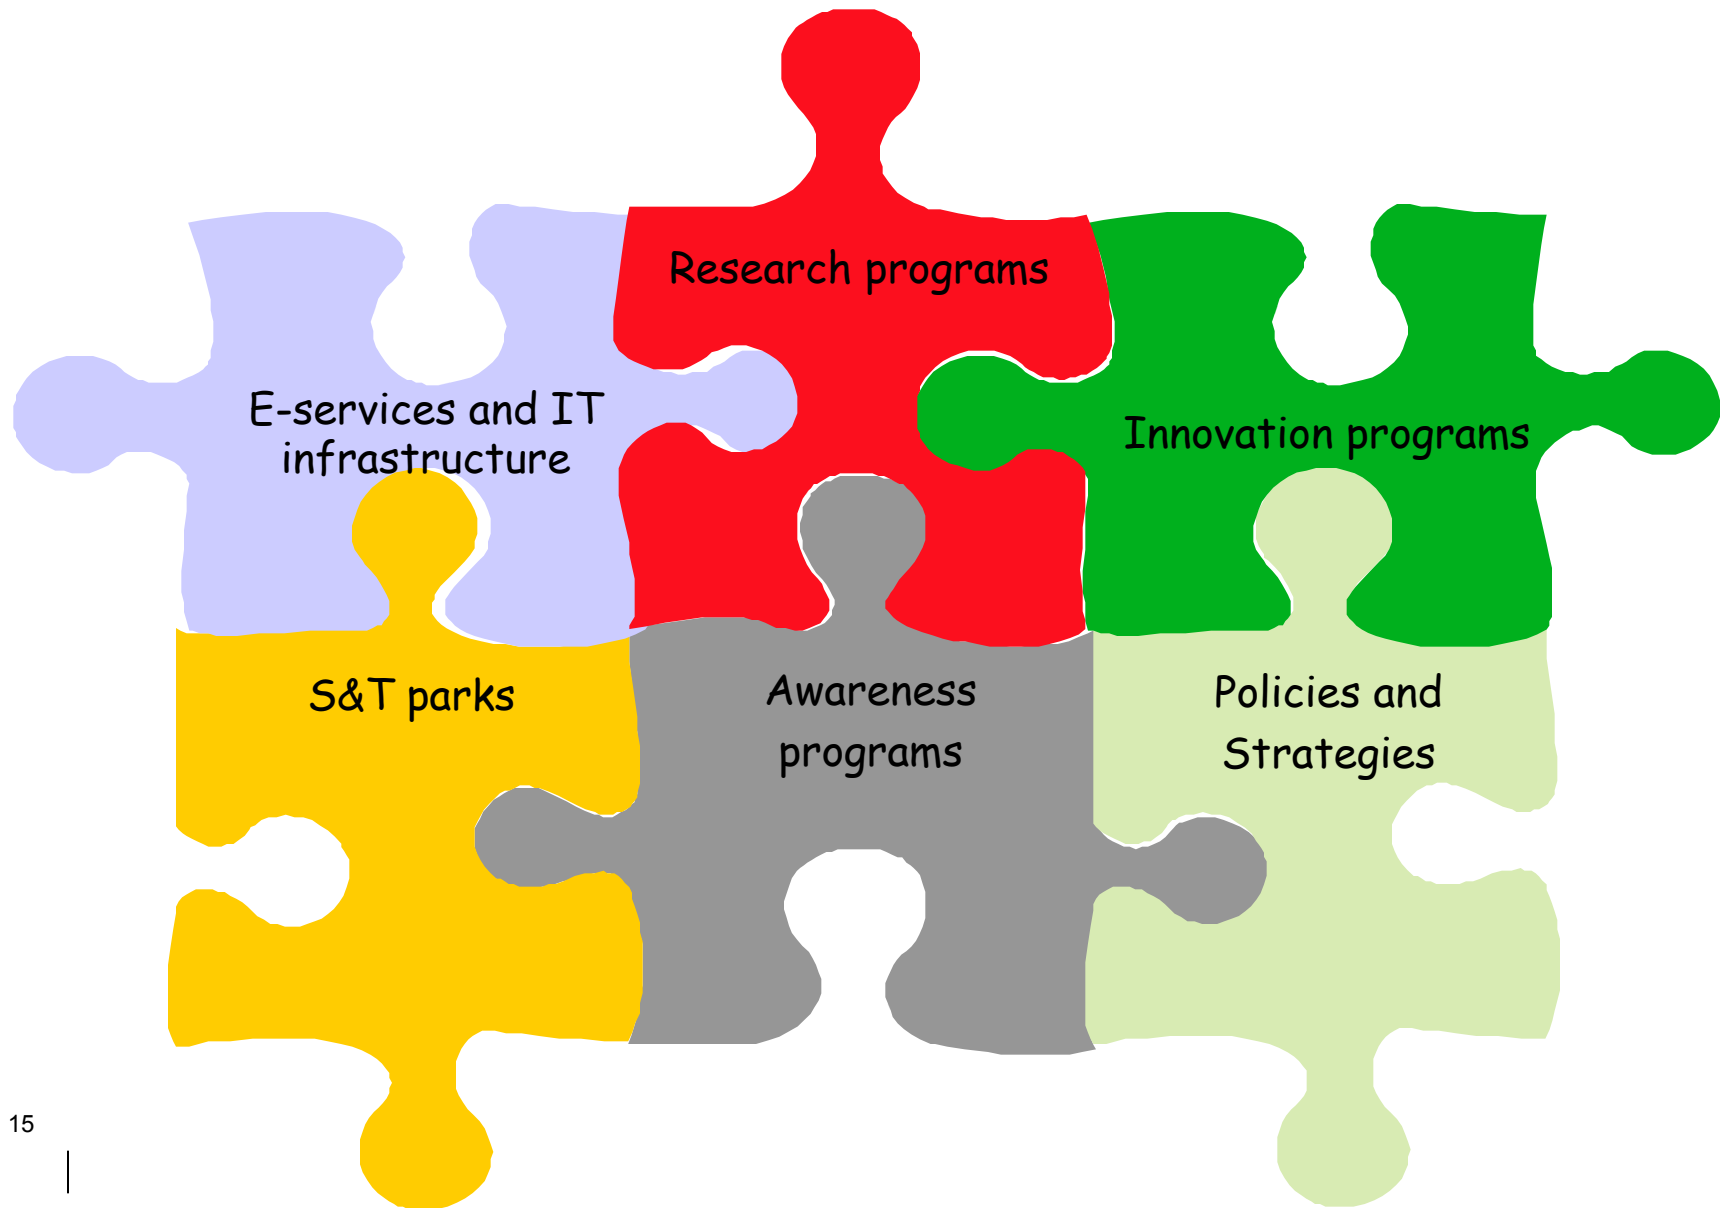 Research programs
E-services and IT
infrastructure
Innovation programs
S&T parks
Awareness
programs
Policies and
Strategies
15